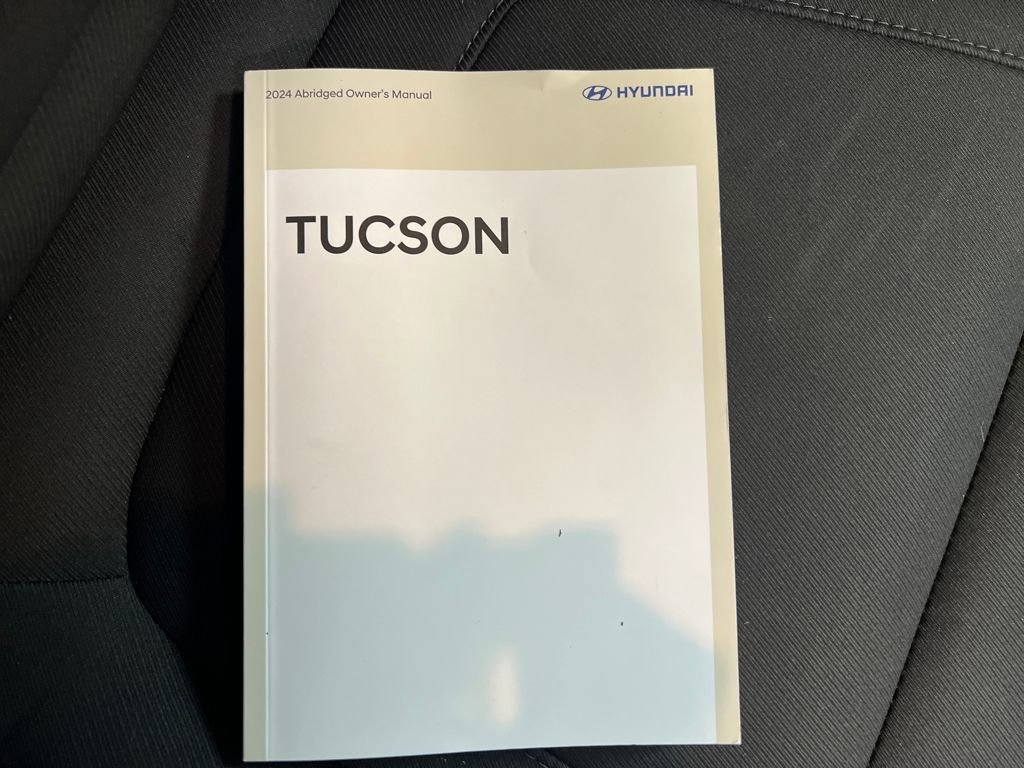 2024 Abridged Owner's Manual
HYUNDAI
TUCSON